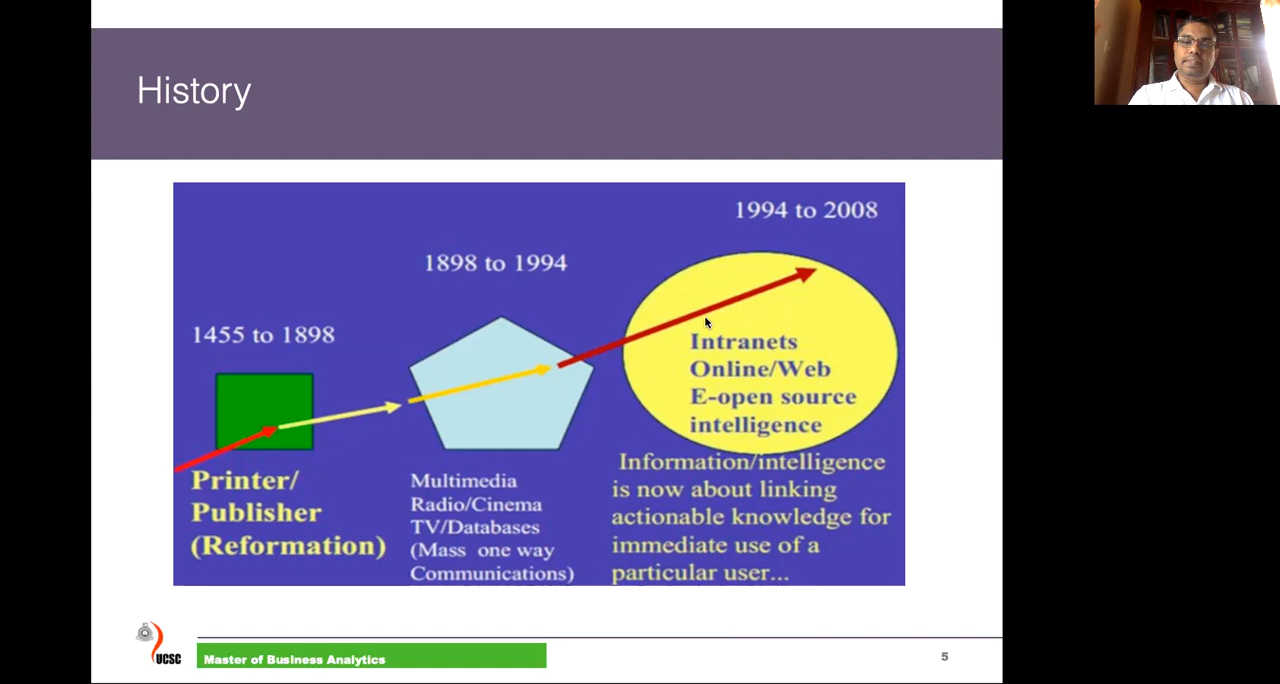 History
1455 to 1898
Printer/
Publisher
(Reformation)
1898 to 1994
Multimedia
Radio/Cinema
TV/Databases
(Mass one way
Communications)
1994 to 2008
Intranets
Online/Web
E-open source
intelligence
Information/intelligence
is now about linking
actionable knowledge for
immediate use of a
particular user...
UCSC
Master of Business Analytics
5